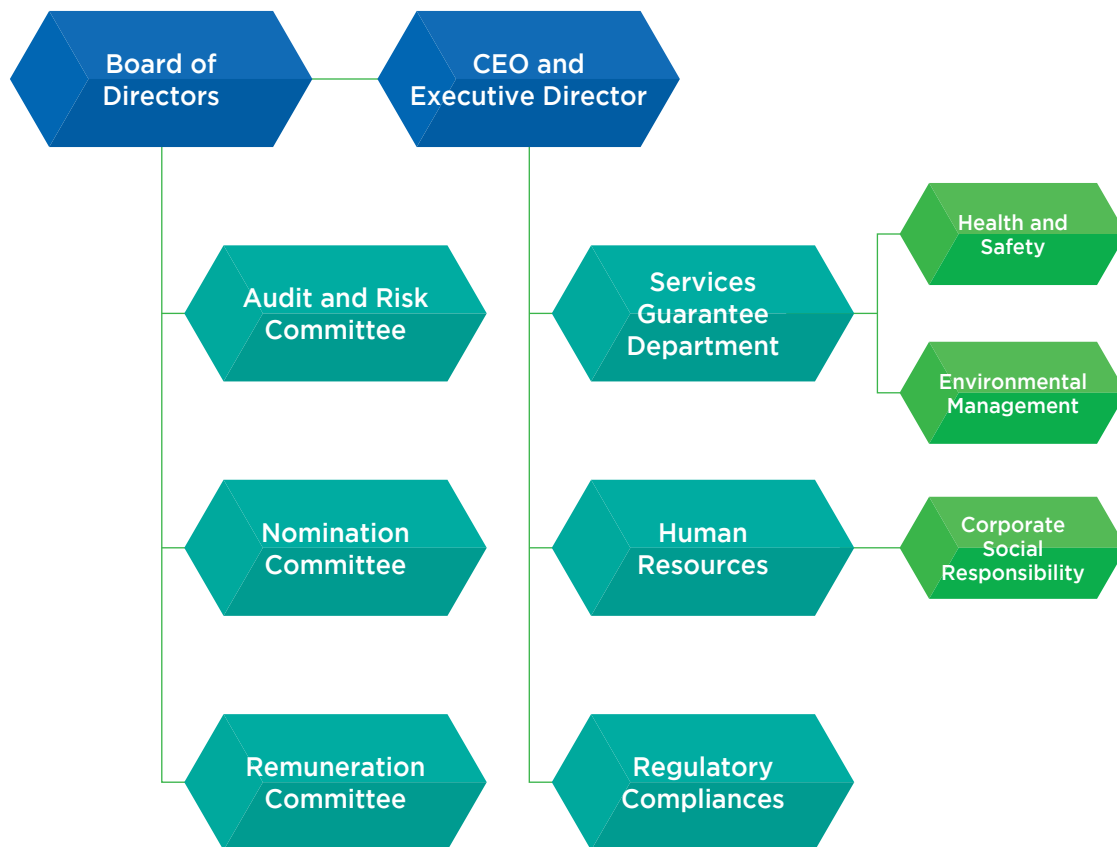 Board of
Directors
CEO and
Executive Director
Health and
Safety
Audit and Risk
Committee
Services
Guarantee
Department
Environmental
Management
Nomination
Committee
Human
Resources
Corporate
Social
Responsibility
Remuneration
Committee
Regulatory
Compliances